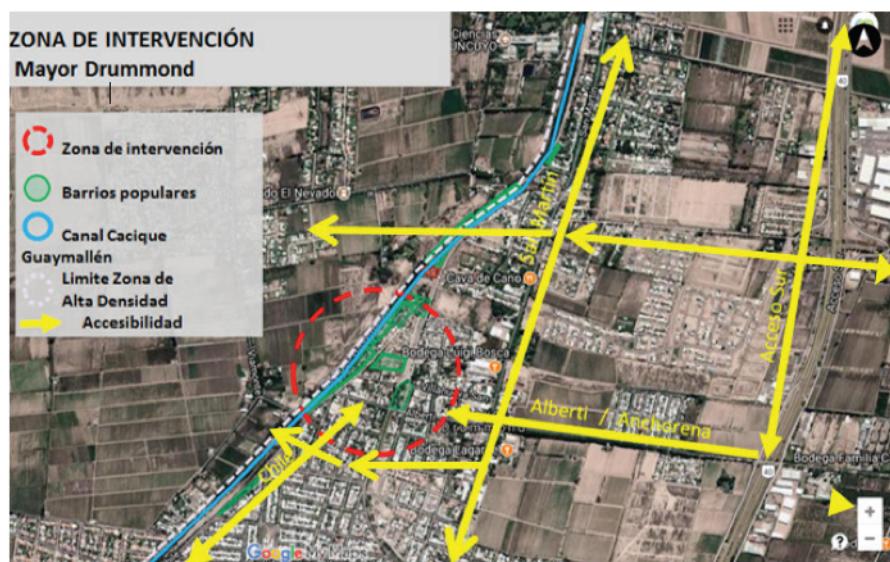 ZONA DE INTERVENCIÓN
Mayor Drummond
Zona de intervención
Barrios populares
Canal Cacique
Guaymallén
Limite Zona de
Alta Densidad
Accesibilidad
Ciencias
UNCUYO
40
El Nevado
San Martín
Cava de Cano
Acceso Sur
Acceso
Bodega Luigi Bosca
Alberti / Anchorena
Bodega Lagar
Chile
40
Bodega Familia C
Google My Maps
+
−
?